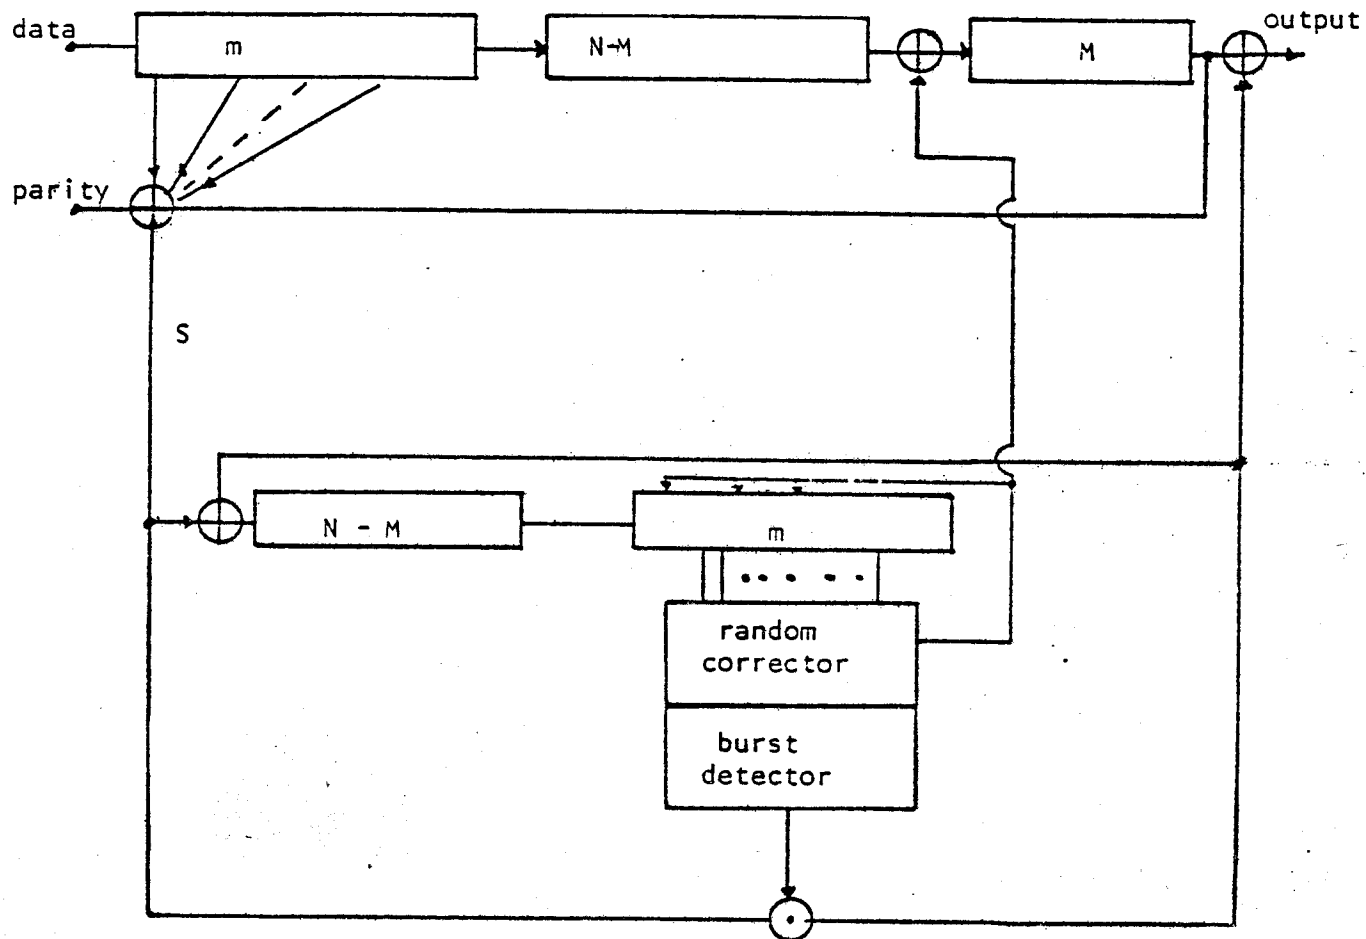 data
m
N-M
M
output
parity
S
N - M
m
random
corrector
burst
detector